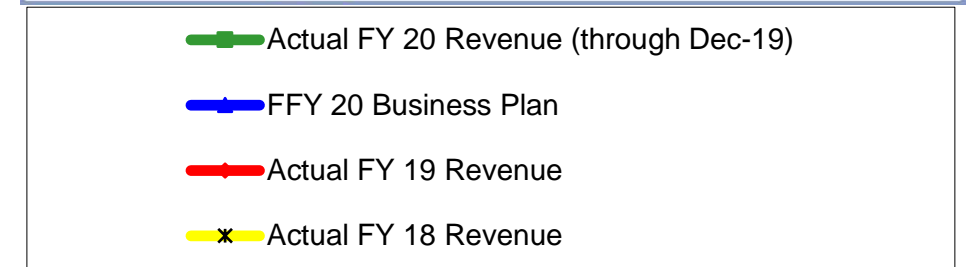 Actual FY 20 Revenue (through Dec-19)
FFY 20 Business Plan
Actual FY 19 Revenue
Actual FY 18 Revenue